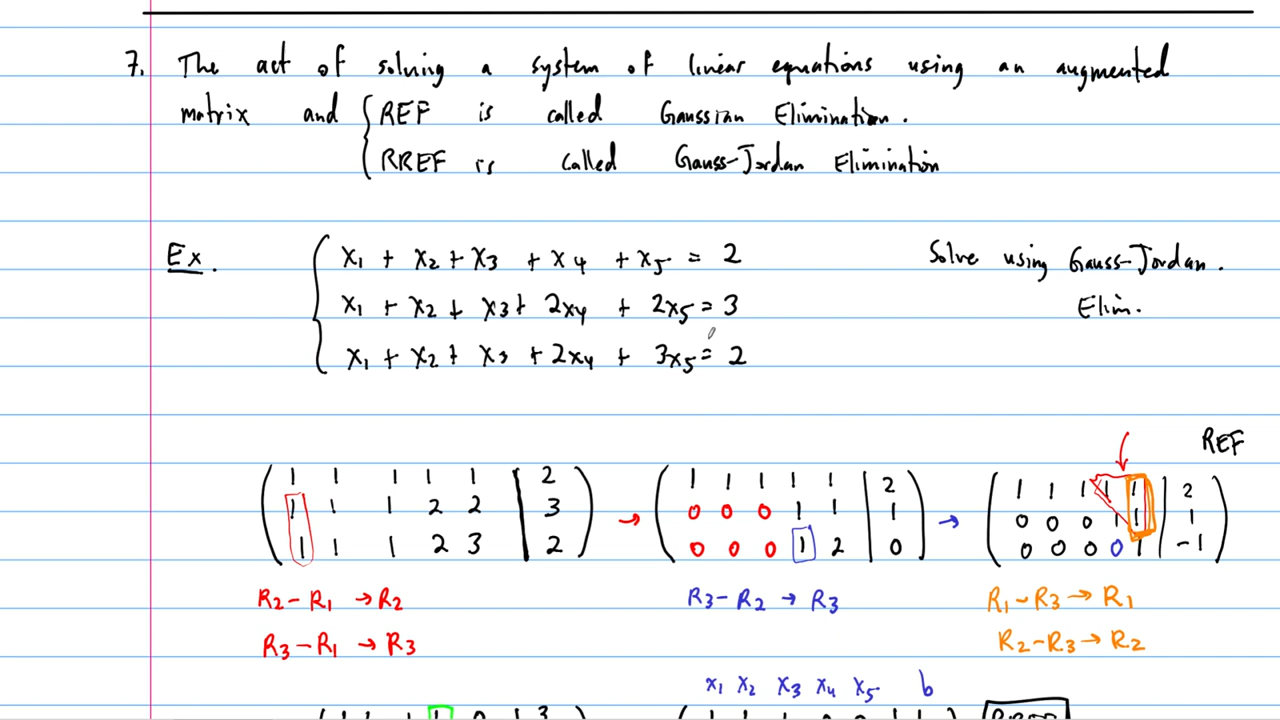 7. The act of solving a system of linear equations using an augmented
matrix and { REF is called Gaussian Elimination.
RREF is called Gauss-Jordan Elimination
Ex. x1 + x2 + x3 + x4 + x5 = 2 Solve using Gauss-Jordan.
x1 + x2 + x3 + 2x4 + 2x5 = 3 Elim.
x1 + x2 + x3 + 2x4 + 3x5 = 2
REF
1 1 1 1 1 | 2
1 1 1 2 2 | 3
1 1 1 2 3 | 2
→
1 1 1 1 1 | 2
0 0 0 1 1 | 1
0 0 0 1 2 | 0
→
1 1 1 1 1 | 2
0 0 0 1 1 | 1
0 0 0 0 1 | -1
R2 - R1 → R2
R3 - R1 → R3
R3 - R2 → R3
R1 - R3 → R1
R2 - R3 → R2
x1 x2 x3 x4 x5 b